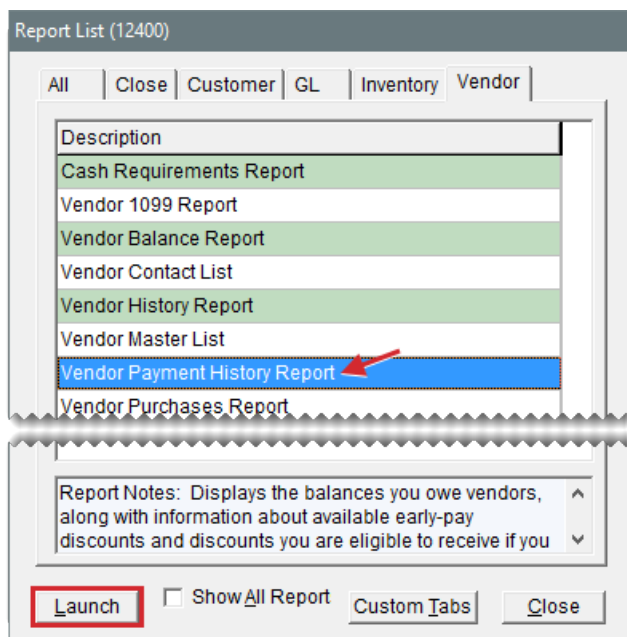 Report List (12400)
All Close Customer GL Inventory Vendor
Description
Cash Requirements Report
Vendor 1099 Report
Vendor Balance Report
Vendor Contact List
Vendor History Report
Vendor Master List
Vendor Payment History Report
Vendor Purchases Report
Report Notes: Displays the balances you owe vendors,
along with information about available early-pay
discounts and discounts you are eligible to receive if you
Launch Show All Report Custom Tabs Close